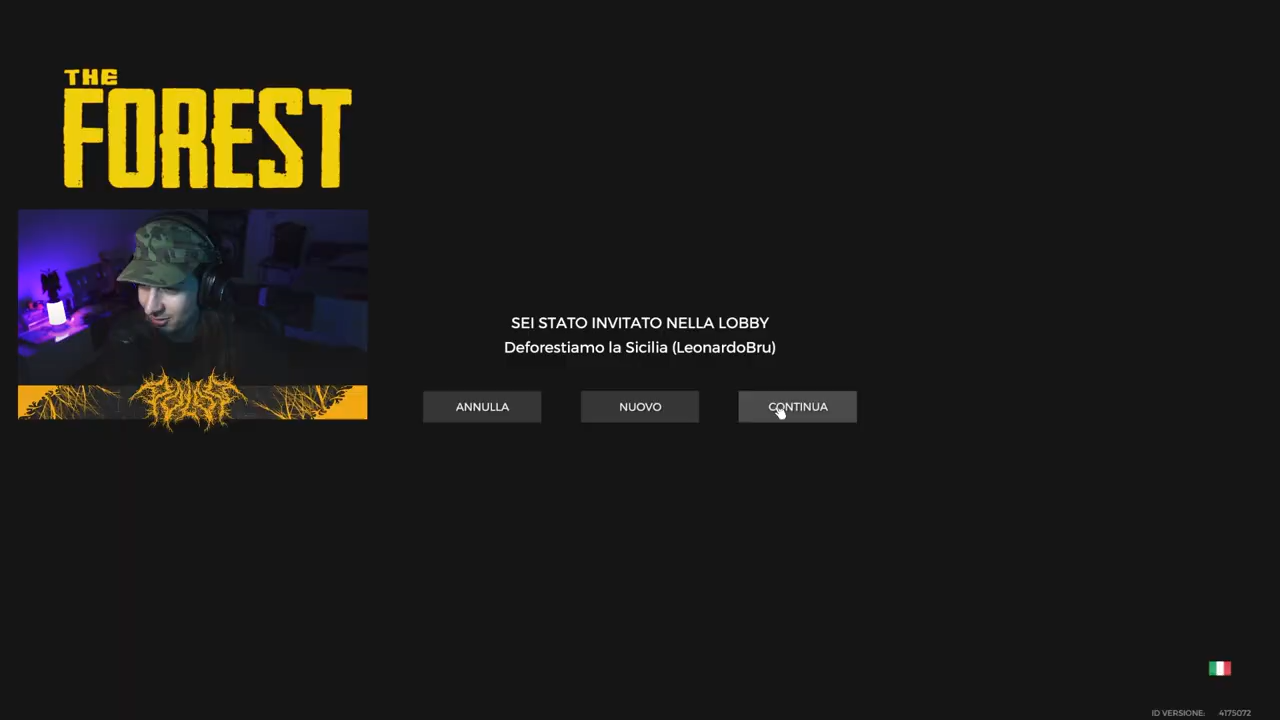 THE
FOREST
SEI STATO INVITATO NELLA LOBBY
Deforestiamo la Sicilia (LeonardoBru)
ANNULLA
NUOVO
CONTINUA
ID VERSIONE: 4175072